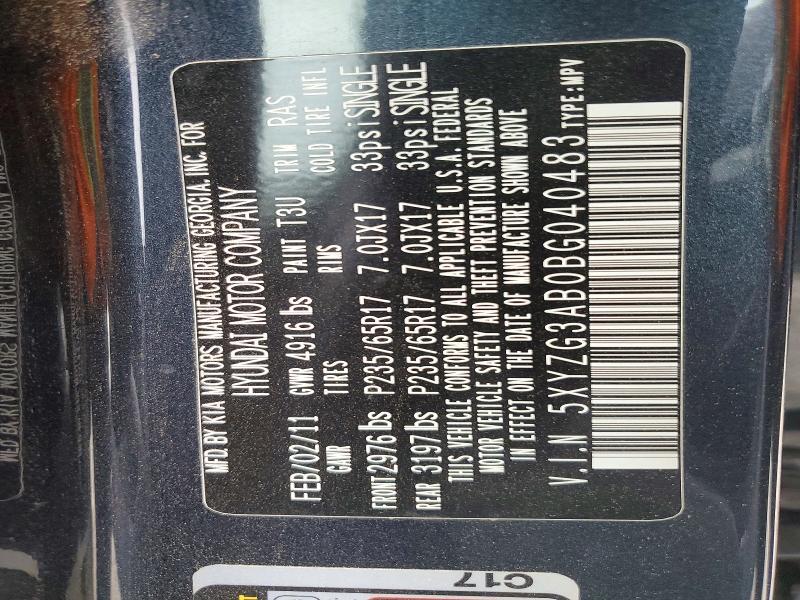 MFD. BY KIA MOTORS MANUFACTURING GEORGIA, INC. FOR
HYUNDAI MOTOR COMPANY
FEB/02/11 GVWR 4916 lbs PAINT T3U TRIM RAS
GAWR TIRES RIMS COLD TIRE INFL
FRONT 2976 lbs P235/65R17 7.0JX17 33psi SINGLE
REAR 3197 lbs P235/65R17 7.0JX17 33psi SINGLE
THIS VEHICLE CONFORMS TO ALL APPLICABLE U.S.A. FEDERAL
MOTOR VEHICLE SAFETY AND THEFT PREVENTION STANDARDS
IN EFFECT ON THE DATE OF MANUFACTURE SHOWN ABOVE
V.I.N 5XYZG3AB0BG040483 TYPE:MPV
C17